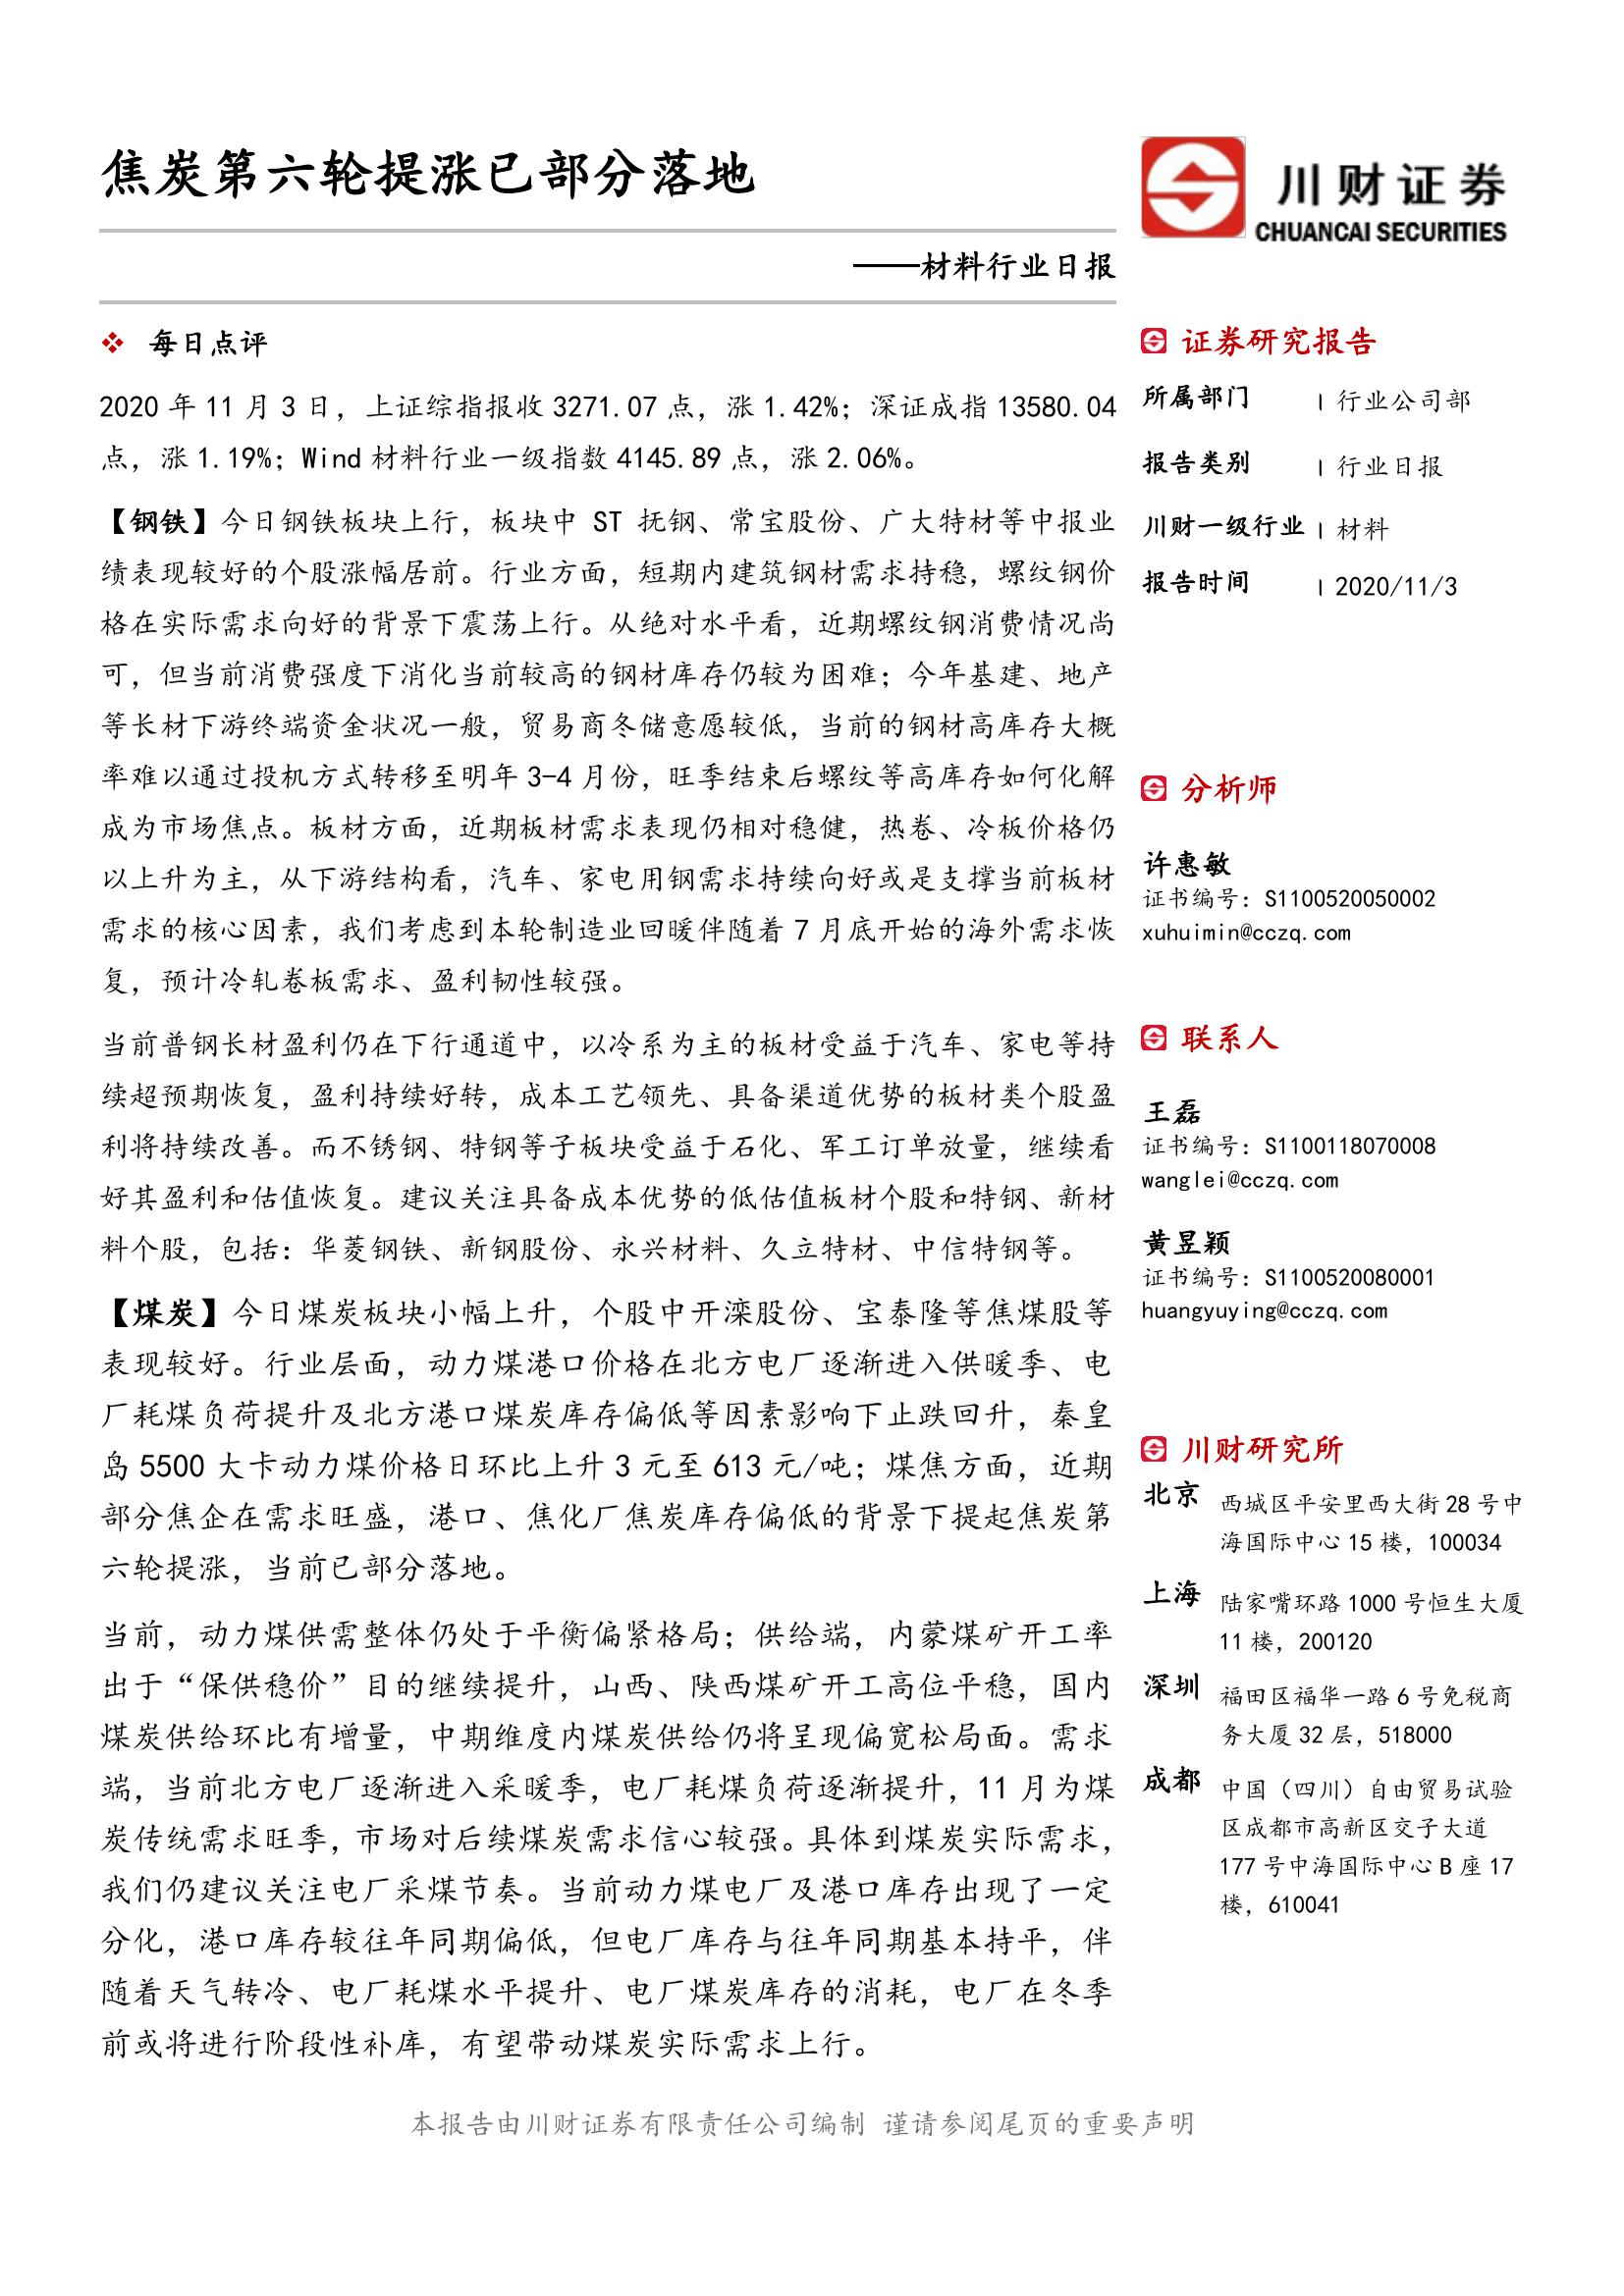 焦炭第六轮提涨已部分落地
——材料行业日报
川财证券
CHUANCAI SECURITIES
每日点评
2020 年 11 月 3 日，上证综指报收 3271.07 点，涨 1.42%；深证成指 13580.04
点，涨 1.19%；Wind 材料行业一级指数 4145.89 点，涨 2.06%。
【钢铁】今日钢铁板块上行，板块中 ST 抚钢、常宝股份、广大特材等中报业
绩表现较好的个股涨幅居前。行业方面，短期内建筑钢材需求持稳，螺纹钢价
格在实际需求向好的背景下震荡上行。从绝对水平看，近期螺纹钢消费情况尚
可，但当前消费强度下消化当前较高的钢材库存仍较为困难；今年基建、地产
等长材下游终端资金状况一般，贸易商冬储意愿较低，当前的钢材高库存大概
率难以通过投机方式转移至明年 3-4 月份，旺季结束后螺纹等高库存如何化解
成为市场焦点。板材方面，近期板材需求表现仍相对稳健，热卷、冷板价格仍
以上升为主，从下游结构看，汽车、家电用钢需求持续向好或是支撑当前板材
需求的核心因素，我们考虑到本轮制造业回暖伴随着 7 月底开始的海外需求恢
复，预计冷轧卷板需求、盈利韧性较强。
当前普钢长材盈利仍在下行通道中，以冷系为主的板材受益于汽车、家电等持
续超预期恢复，盈利持续好转，成本工艺领先、具备渠道优势的板材类个股盈
利将持续改善。而不锈钢、特钢等子板块受益于石化、军工订单放量，继续看
好其盈利和估值恢复。建议关注具备成本优势的低估值板材个股和特钢、新材
料个股，包括：华菱钢铁、新钢股份、永兴材料、久立特材、中信特钢等。
【煤炭】今日煤炭板块小幅上升，个股中开滦股份、宝泰隆等焦煤股等
表现较好。行业层面，动力煤港口价格在北方电厂逐渐进入供暖季、电
厂耗煤负荷提升及北方港口煤炭库存偏低等因素影响下止跌回升，秦皇
岛 5500 大卡动力煤价格日环比上升 3 元至 613 元/吨；煤焦方面，近期
部分焦企在需求旺盛，港口、焦化厂焦炭库存偏低的背景下提起焦炭第
六轮提涨，当前已部分落地。
当前，动力煤供需整体仍处于平衡偏紧格局；供给端，内蒙煤矿开工率
出于“保供稳价”目的继续提升，山西、陕西煤矿开工高位平稳，国内
煤炭供给环比有增量，中期维度内煤炭供给仍将呈现偏宽松局面。需求
端，当前北方电厂逐渐进入采暖季，电厂耗煤负荷逐渐提升，11 月为煤
炭传统需求旺季，市场对后续煤炭需求信心较强。具体到煤炭实际需求，
我们仍建议关注电厂采煤节奏。当前动力煤电厂及港口库存出现了一定
分化，港口库存较往年同期偏低，但电厂库存与往年同期基本持平，伴
随着天气转冷、电厂耗煤水平提升、电厂煤炭库存的消耗，电厂在冬季
前或将进行阶段性补库，有望带动煤炭实际需求上行。
证券研究报告
所属部门 | 行业公司部
报告类别 | 行业日报
川财一级行业 | 材料
报告时间 | 2020/11/3
分析师
许惠敏
证书编号：S1100520050002
xuhuimin@cczq.com
联系人
王磊
证书编号：S1100118070008
wanglei@cczq.com
黄昱颖
证书编号：S1100520080001
huangyuying@cczq.com
川财研究所
北京 西城区平安里西大街 28 号中
海国际中心 15 楼，100034
上海 陆家嘴环路 1000 号恒生大厦
11 楼，200120
深圳 福田区福华一路 6 号免税商
务大厦 32 层，518000
成都 中国（四川）自由贸易试验
区成都市高新区交子大道
177 号中海国际中心 B 座 17
楼，610041
本报告由川财证券有限责任公司编制 谨请参阅尾页的重要声明